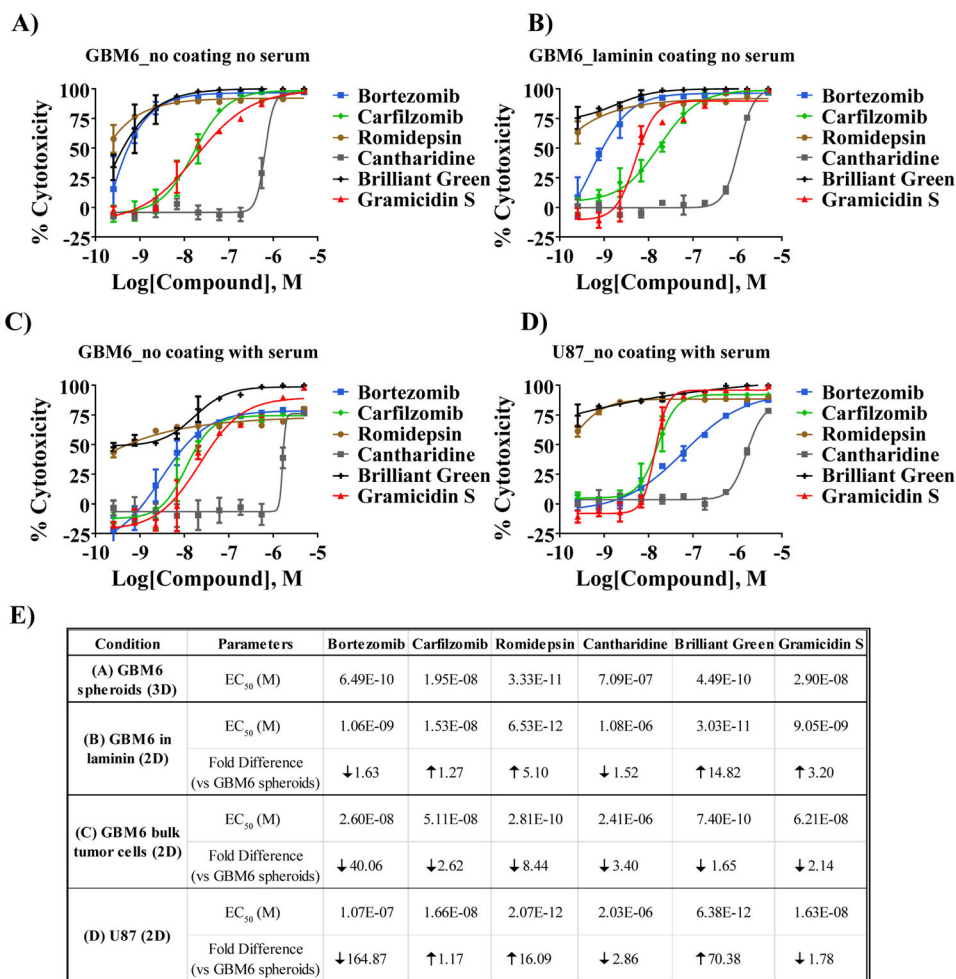 A)
GBM6_no coating no serum
% Cytotoxicity
100
75
50
25
0
-25
-10 -9 -8 -7 -6 -5
Log[Compound], M
Bortezomib
Carfilzomib
Romidepsin
Cantharidine
Brilliant Green
Gramicidin S
B)
GBM6_laminin coating no serum
% Cytotoxicity
100
75
50
25
0
-25
-10 -9 -8 -7 -6 -5
Log[Compound], M
Bortezomib
Carfilzomib
Romidepsin
Cantharidine
Brilliant Green
Gramicidin S
C)
GBM6_no coating with serum
% Cytotoxicity
100
75
50
25
0
-25
-10 -9 -8 -7 -6 -5
Log[Compound], M
Bortezomib
Carfilzomib
Romidepsin
Cantharidine
Brilliant Green
Gramicidin S
D)
U87_no coating with serum
% Cytotoxicity
100
75
50
25
0
-25
-10 -9 -8 -7 -6 -5
Log[Compound], M
Bortezomib
Carfilzomib
Romidepsin
Cantharidine
Brilliant Green
Gramicidin S
E)
Condition Parameters Bortezomib Carfilzomib Romidepsin Cantharidine Brilliant Green Gramicidin S
(A) GBM6
spheroids (3D)
EC50 (M) 6.49E-10 1.95E-08 3.33E-11 7.09E-07 4.49E-10 2.90E-08
(B) GBM6 in
laminin (2D)
EC50 (M) 1.06E-09 1.53E-08 6.53E-12 1.08E-06 3.03E-11 9.05E-09
Fold Difference
(vs GBM6 spheroids)
↓1.63 ↑1.27 ↑5.10 ↓1.52 ↑14.82 ↑3.20
(C) GBM6 bulk
tumor cells (2D)
EC50 (M) 2.60E-08 5.11E-08 2.81E-10 2.41E-06 7.40E-10 6.21E-08
Fold Difference
(vs GBM6 spheroids)
↓40.06 ↓2.62 ↓8.44 ↓3.40 ↓1.65 ↓2.14
(D) U87 (2D)
EC50 (M) 1.07E-07 1.66E-08 2.07E-12 2.03E-06 6.38E-12 1.63E-08
Fold Difference
(vs GBM6 spheroids)
↓164.87 ↑1.17 ↑16.09 ↓2.86 ↑70.38 ↓1.78